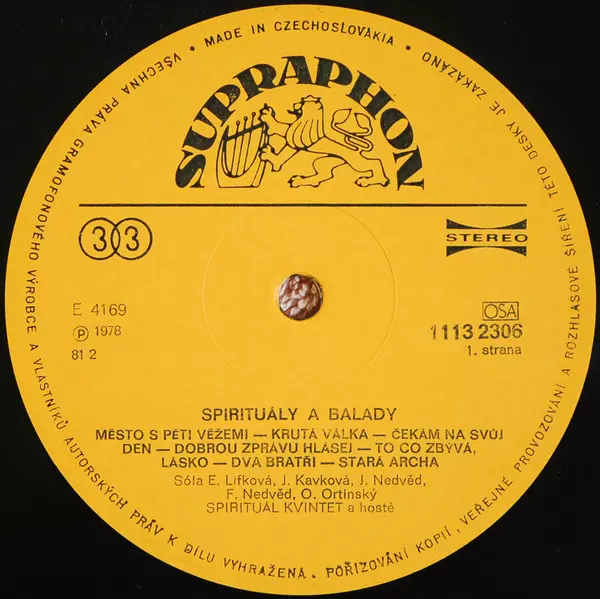 VŠECHNA PRÁVA GRAMOFONOVÉHO VÝROBCE A VLASTNÍKŮ AUTORSKÝCH PRÁV K DÍLU VYHRAŽENA. POŘIZOVÁNÍ KOPIÍ, VEŘEJNÉ PROVOZOVÁNÍ A ROZHLASOVÉ ŠÍŘENÍ TÉTO DESKY JE ZAKÁZÁNO • MADE IN CZECHOSLOVAKIA •
SUPRAPHON
33
STEREO
E 4169
Ⓟ 1978
81 2
OSA
1113 2306
1. strana
SPIRITUÁLY A BALADY
MĚSTO S PĚTI VĚŽEMI — KRUTÁ VÁLKA — ČEKÁM NA SVŮJ
DEN — DOBROU ZPRÁVU HLÁSEJ — TO CO ZBÝVÁ,
LÁSKO — DVA BRATŘI — STARÁ ARCHA
Sóla E. Lifková, J. Kavková, J. Nedvěd,
F. Nedvěd, O. Ortinský
SPIRITUÁL KVINTET a hosté